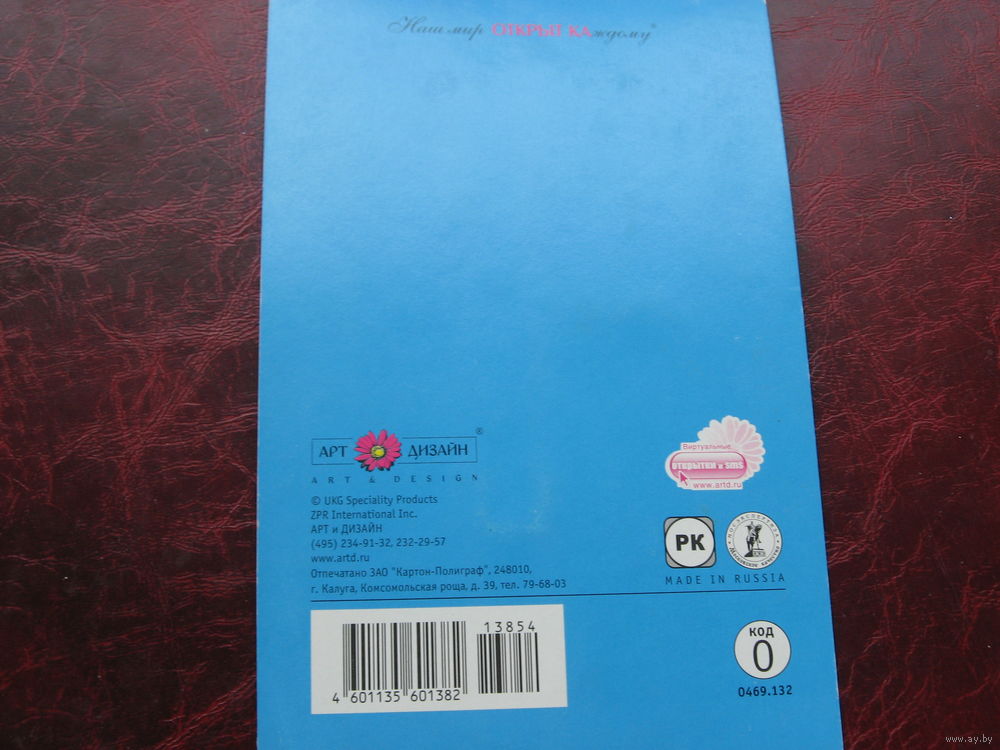 Наш мир ОТКРЫТ КАждому®
АРТ ДИЗАЙН ®
ART & DESIGN
© UKG Speciality Products
ZPR International Inc.
АРТ и ДИЗАЙН
(495) 234-91-32, 232-29-57
www.artd.ru
Отпечатано ЗАО "Картон-Полиграф", 248010,
г. Калуга, Комсомольская роща, д. 39, тел. 79-68-03
Виртуальные
открытки и sms
www.artd.ru
РК
МОСЭКСПЕРТИЗА
MADE IN RUSSIA
13854
4 601135 601382
код
0
0469.132
www.ay.by